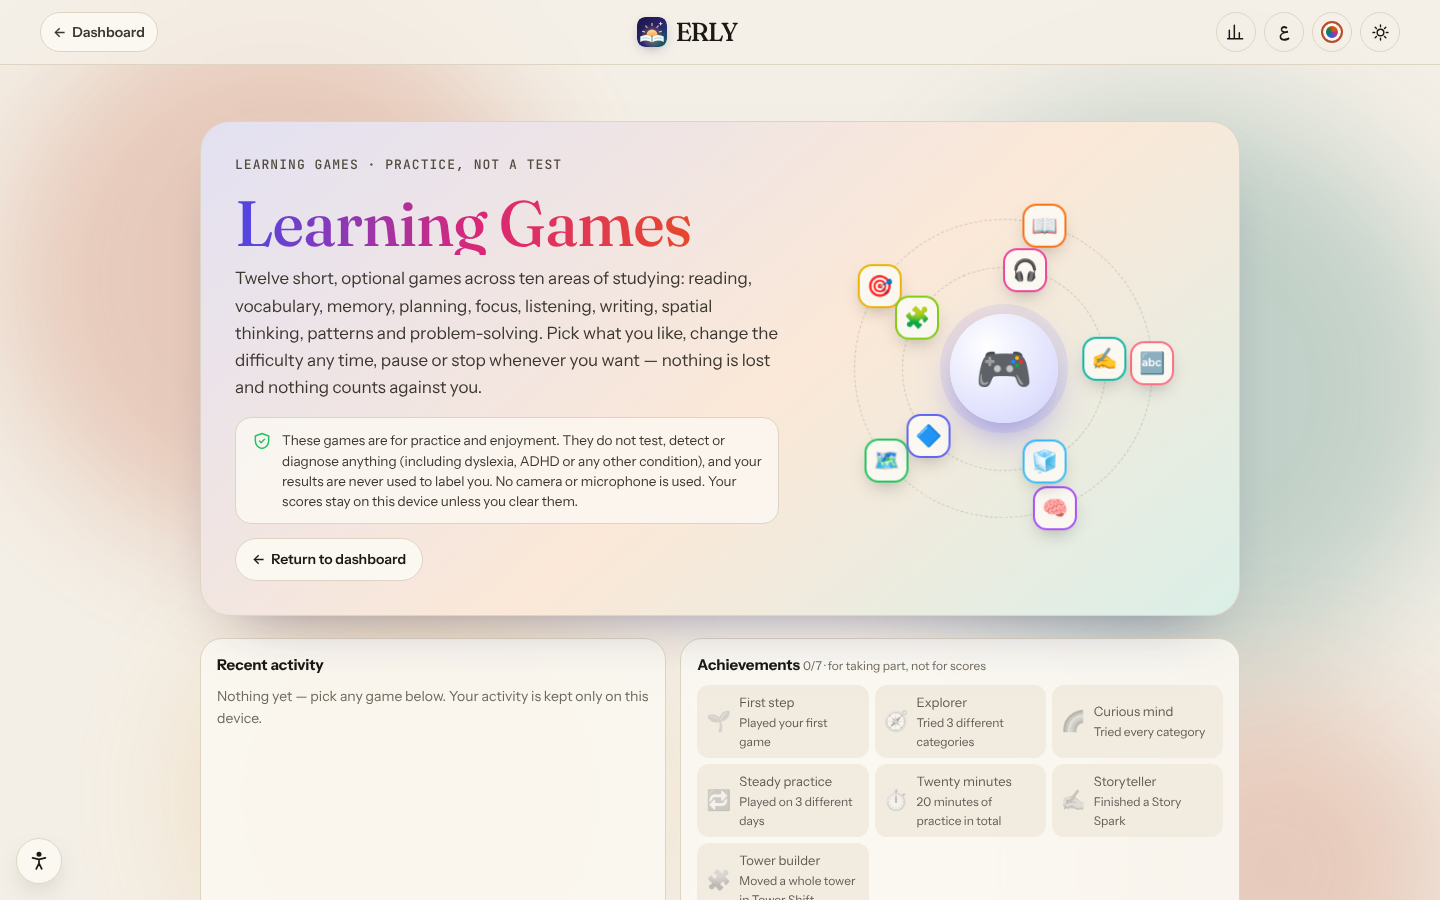 ← Dashboard
ERLY
ع
LEARNING GAMES · PRACTICE, NOT A TEST
Learning Games
Twelve short, optional games across ten areas of studying: reading,
vocabulary, memory, planning, focus, listening, writing, spatial
thinking, patterns and problem-solving. Pick what you like, change the
difficulty any time, pause or stop whenever you want — nothing is lost
and nothing counts against you.
These games are for practice and enjoyment. They do not test, detect or
diagnose anything (including dyslexia, ADHD or any other condition), and your
results are never used to label you. No camera or microphone is used. Your
scores stay on this device unless you clear them.
← Return to dashboard
abc
Recent activity
Nothing yet — pick any game below. Your activity is kept only on this
device.
Achievements 0/7 · for taking part, not for scores
First step
Played your first
game
Explorer
Tried 3 different
categories
Curious mind
Tried every category
Steady practice
Played on 3 different
days
Twenty minutes
20 minutes of
practice in total
Storyteller
Finished a Story
Spark
Tower builder
Moved a whole tower
in Tower Shift